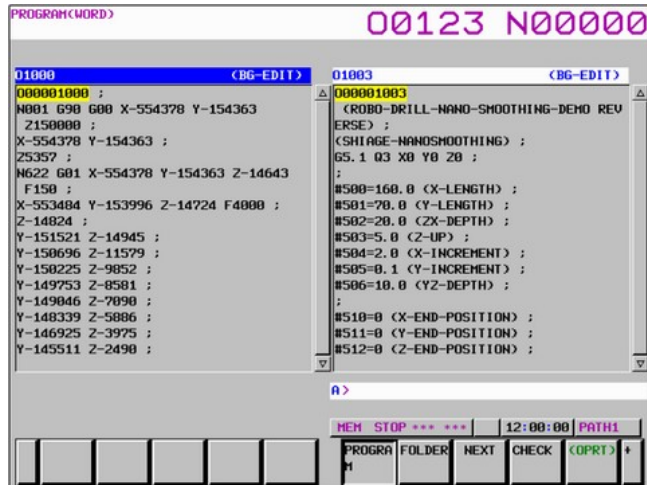 PROGRAM(WORD)
O0123 N00000
O1000 (BG-EDIT)
O00001000 ;
N001 G90 G00 X-554378 Y-154363
Z150000 ;
X-554378 Y-154363 ;
Z5357 ;
N622 G01 X-554378 Y-154363 Z-14643
F150 ;
X-553484 Y-153996 Z-14724 F4000 ;
Z-14824 ;
Y-151521 Z-14945 ;
Y-150696 Z-11579 ;
Y-150225 Z-9852 ;
Y-149753 Z-8581 ;
Y-149046 Z-7090 ;
Y-148339 Z-5886 ;
Y-146925 Z-3975 ;
Y-145511 Z-2490 ;
O1003 (BG-EDIT)
O00001003
(ROBO-DRILL-NANO-SMOOTHING-DEMO REV
ERSE) ;
(SHIAGE-NANOSMOOTHING) ;
G5.1 Q3 X0 Y0 Z0 ;
;
#500=160.0 (X-LENGTH) ;
#501=70.0 (Y-LENGTH) ;
#502=20.0 (ZX-DEPTH) ;
#503=5.0 (Z-UP) ;
#504=2.0 (X-INCREMENT) ;
#505=0.1 (Y-INCREMENT) ;
#506=10.0 (YZ-DEPTH) ;
;
#510=0 (X-END-POSITION) ;
#511=0 (Y-END-POSITION) ;
#512=0 (Z-END-POSITION) ;
A>
MEM STOP *** *** 12:00:00 PATH1
PROGRA
M
FOLDER NEXT CHECK (OPRT) +